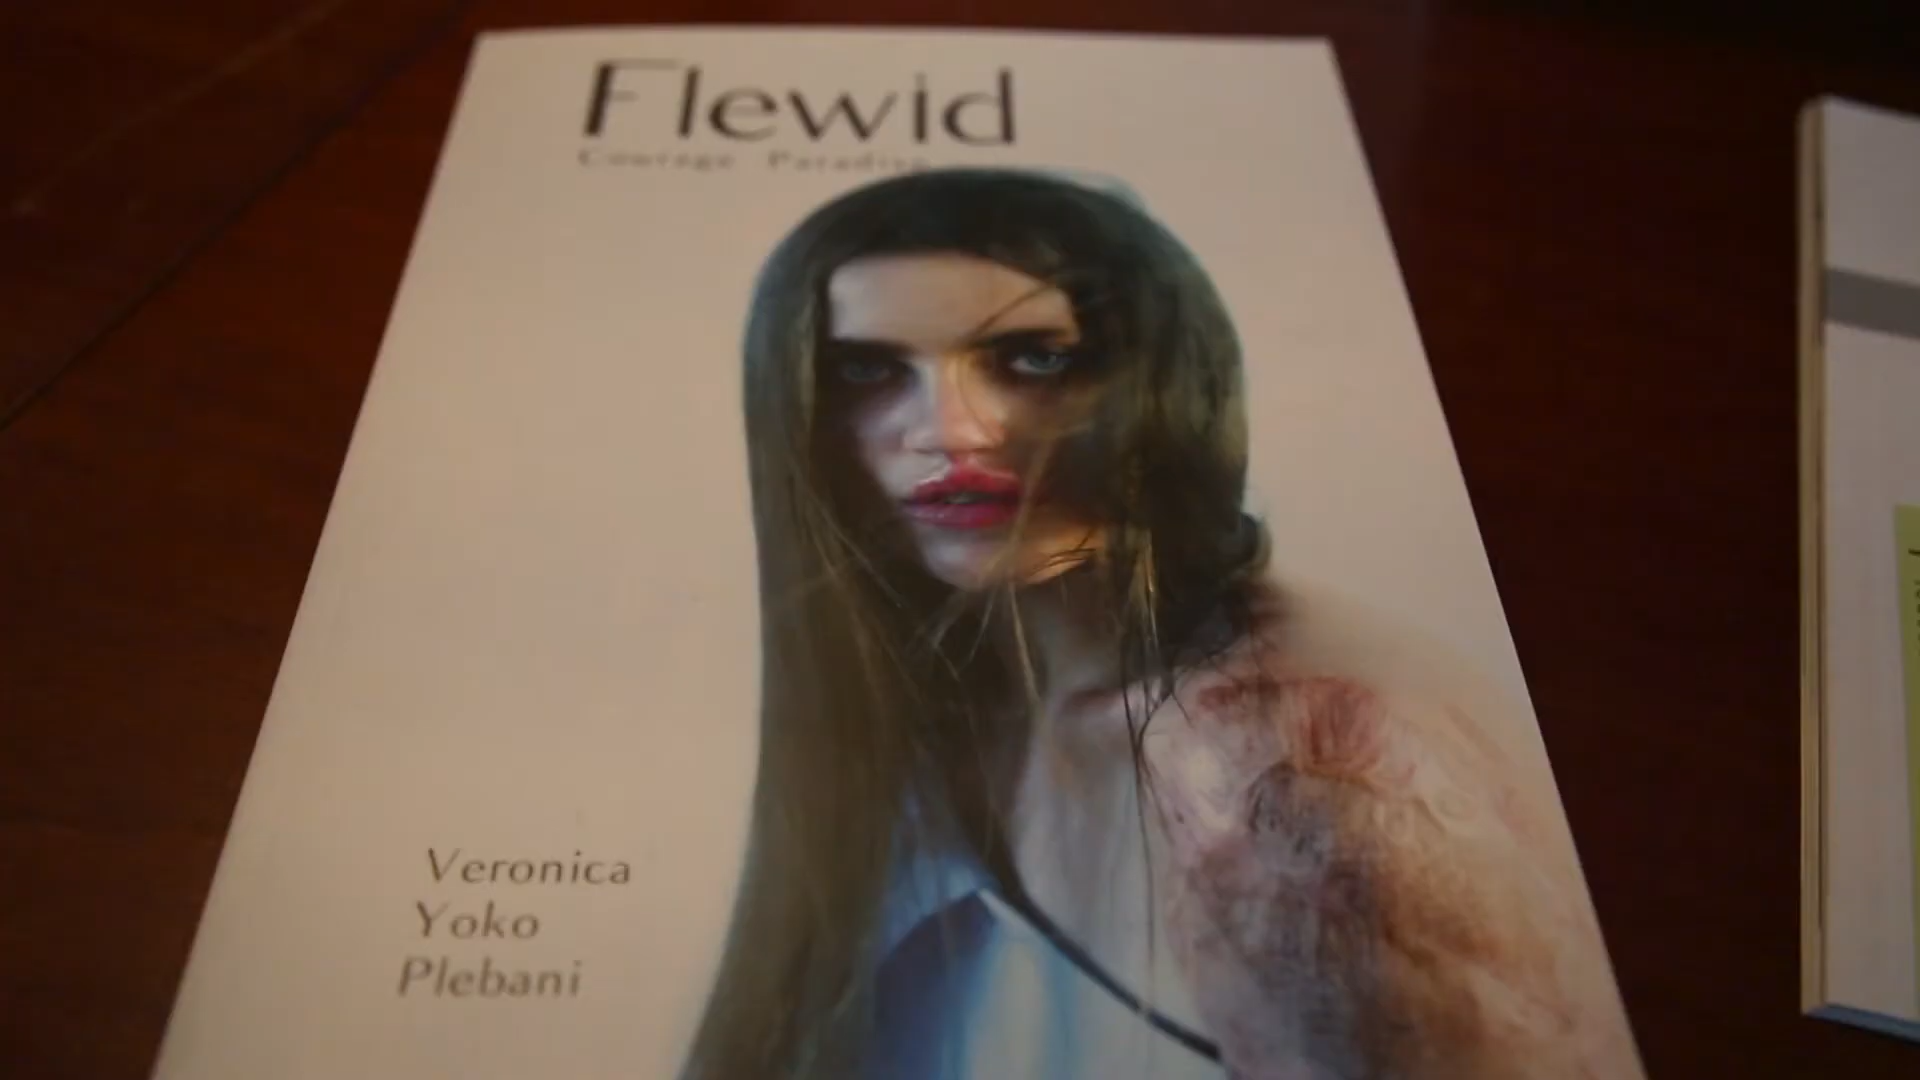 Flewid
Courage Paradise
Veronica
Yoko
Plebani